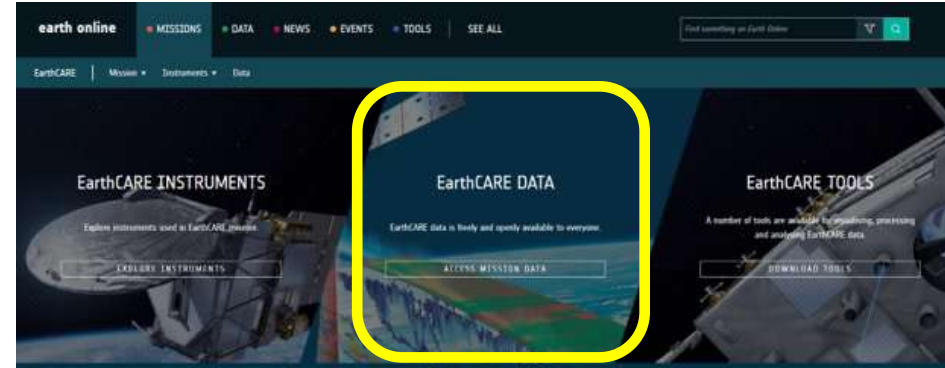 earth online MISSIONS DATA NEWS EVENTS TOOLS SEE ALL Find something on Earth Online
EarthCARE Mission Instruments Data
EarthCARE INSTRUMENTS
Explore instruments used in EarthCARE mission.
EXPLORE INSTRUMENTS
EarthCARE DATA
EarthCARE data is freely and openly available to everyone.
ACCESS MISSION DATA
EarthCARE TOOLS
A number of tools are available for visualising, processing
and analysing EarthCARE data.
DOWNLOAD TOOLS